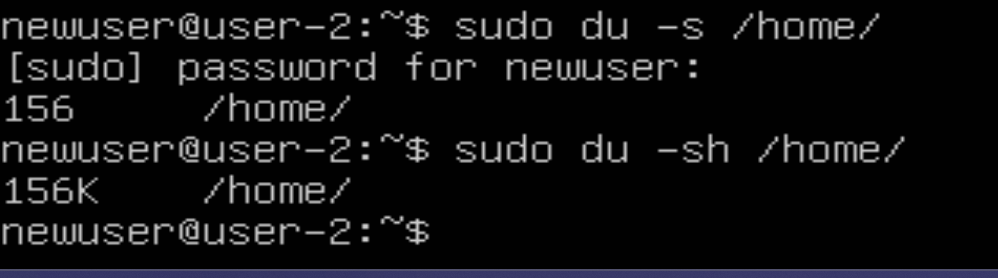 newuser@user-2:~$ sudo du -s /home/
[sudo] password for newuser:
156     /home/
newuser@user-2:~$ sudo du -sh /home/
156K    /home/
newuser@user-2:~$